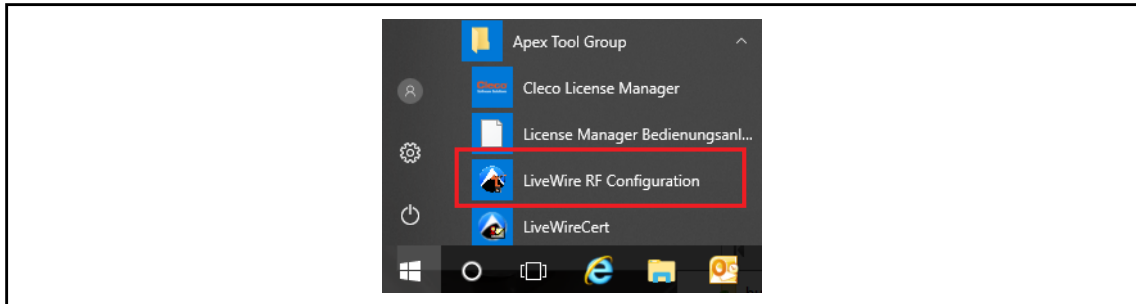 Apex Tool Group
Cleco License Manager
License Manager Bedienungsanl...
LiveWire RF Configuration
LiveWireCert